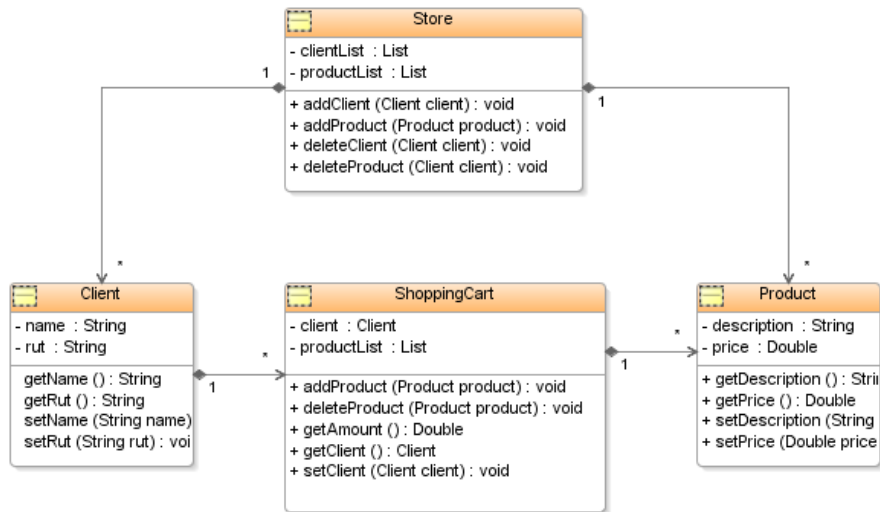 Store
- clientList : List
- productList : List
+ addClient (Client client) : void
+ addProduct (Product product) : void
+ deleteClient (Client client) : void
+ deleteProduct (Client client) : void
1
1
*
*
Client
- name : String
- rut : String
getName () : String
getRut () : String
setName (String name)
setRut (String rut) : voi
1
*
ShoppingCart
- client : Client
- productList : List
+ addProduct (Product product) : void
+ deleteProduct (Product product) : void
+ getAmount () : Double
+ getClient () : Client
+ setClient (Client client) : void
1
*
Product
- description : String
- price : Double
+ getDescription () : Stri
+ getPrice () : Double
+ setDescription (String
+ setPrice (Double price